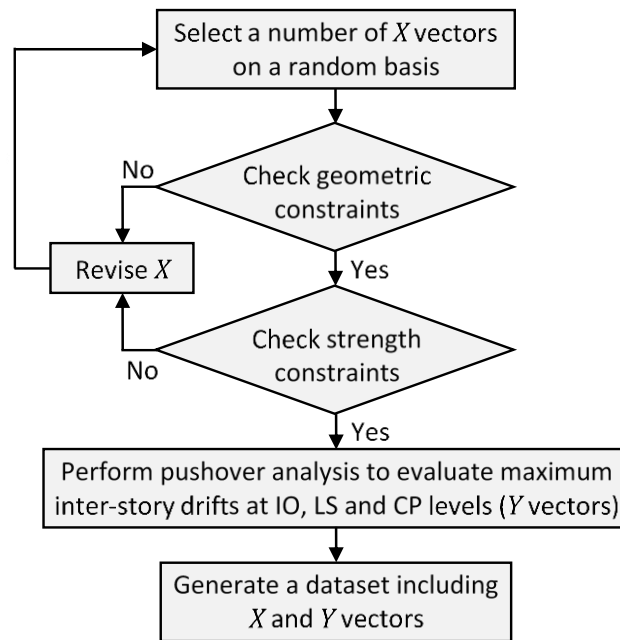 Select a number of X vectors
on a random basis
No
Check geometric
constraints
Revise X
Yes
Check strength
constraints
No
Yes
Perform pushover analysis to evaluate maximum
inter-story drifts at IO, LS and CP levels (Y vectors)
Generate a dataset including
X and Y vectors